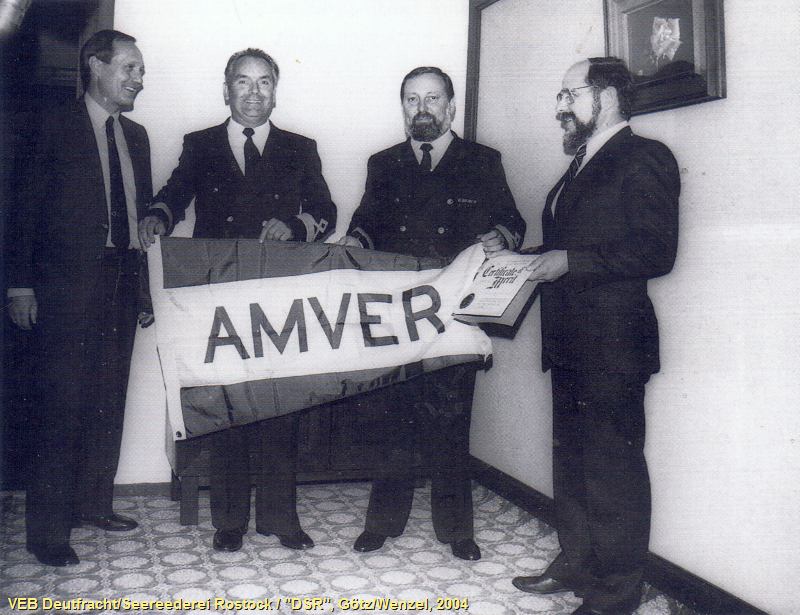 AMVER
Certificate of
Merit
VEB Deutfracht/Seereederei Rostock / "DSR", Götz/Wenzel, 2004